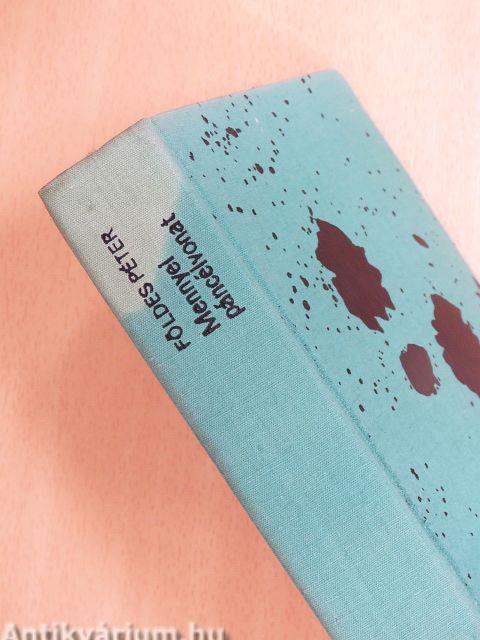 FÖLDES PÉTER
Mennyei
páncélvonat
Antikvárium.hu